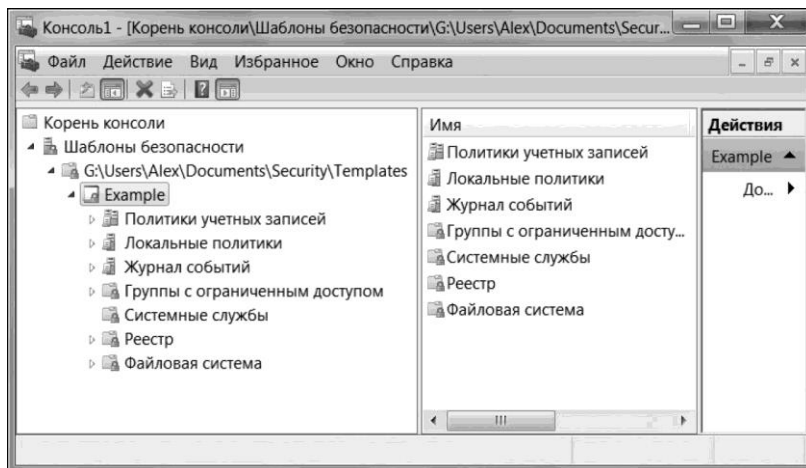 Консоль1 - [Корень консоли\Шаблоны безопасности\G:\Users\Alex\Documents\Secur...
Файл Действие Вид Избранное Окно Справка
Корень консоли
Шаблоны безопасности
G:\Users\Alex\Documents\Security\Templates
Example
Политики учетных записей
Локальные политики
Журнал событий
Группы с ограниченным доступом
Системные службы
Реестр
Файловая система
Имя
Политики учетных записей
Локальные политики
Журнал событий
Группы с ограниченным досту...
Системные службы
Реестр
Файловая система
Действия
Example
До...